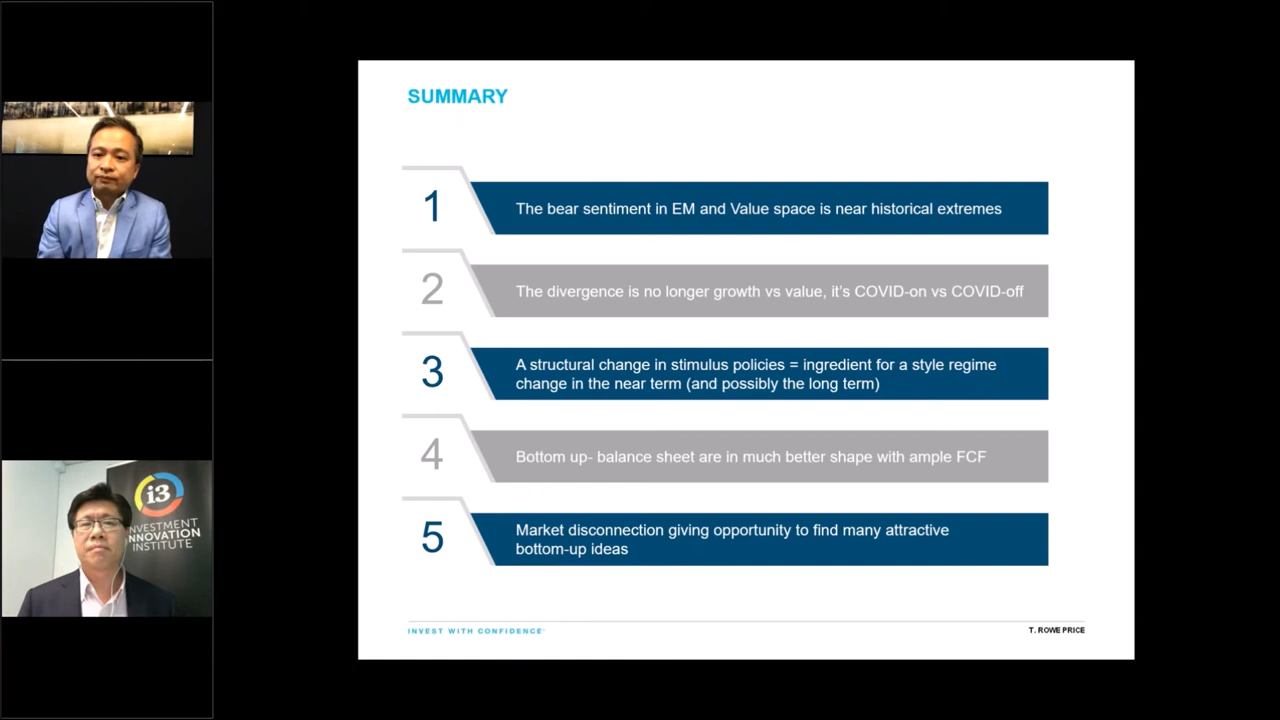 SUMMARY
1
The bear sentiment in EM and Value space is near historical extremes
2
The divergence is no longer growth vs value, it's COVID-on vs COVID-off
3
A structural change in stimulus policies = ingredient for a style regime
change in the near term (and possibly the long term)
4
Bottom up- balance sheet are in much better shape with ample FCF
5
Market disconnection giving opportunity to find many attractive
bottom-up ideas
INVEST WITH CONFIDENCE
T. ROWE PRICE
i3
NVESTMENT
NNOVATION
INSTITUTE